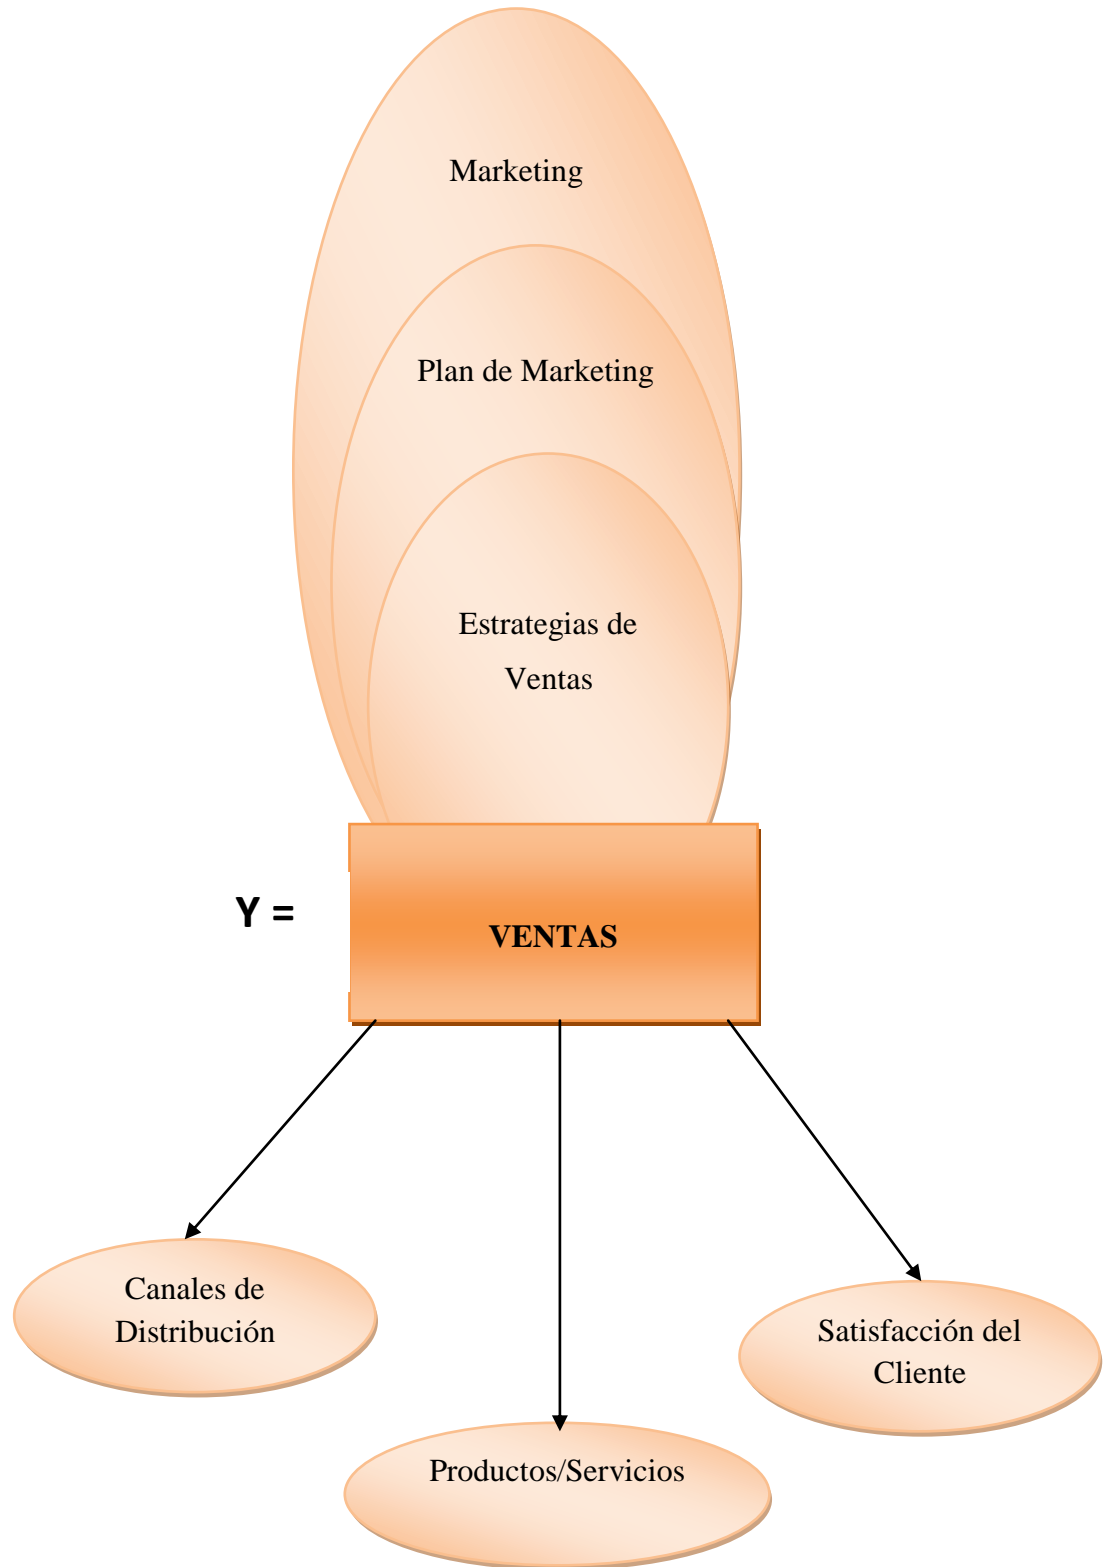 Marketing
Plan de Marketing
Estrategias de
Ventas
Y =
VENTAS
Canales de
Distribución
Satisfacción del
Cliente
Productos/Servicios